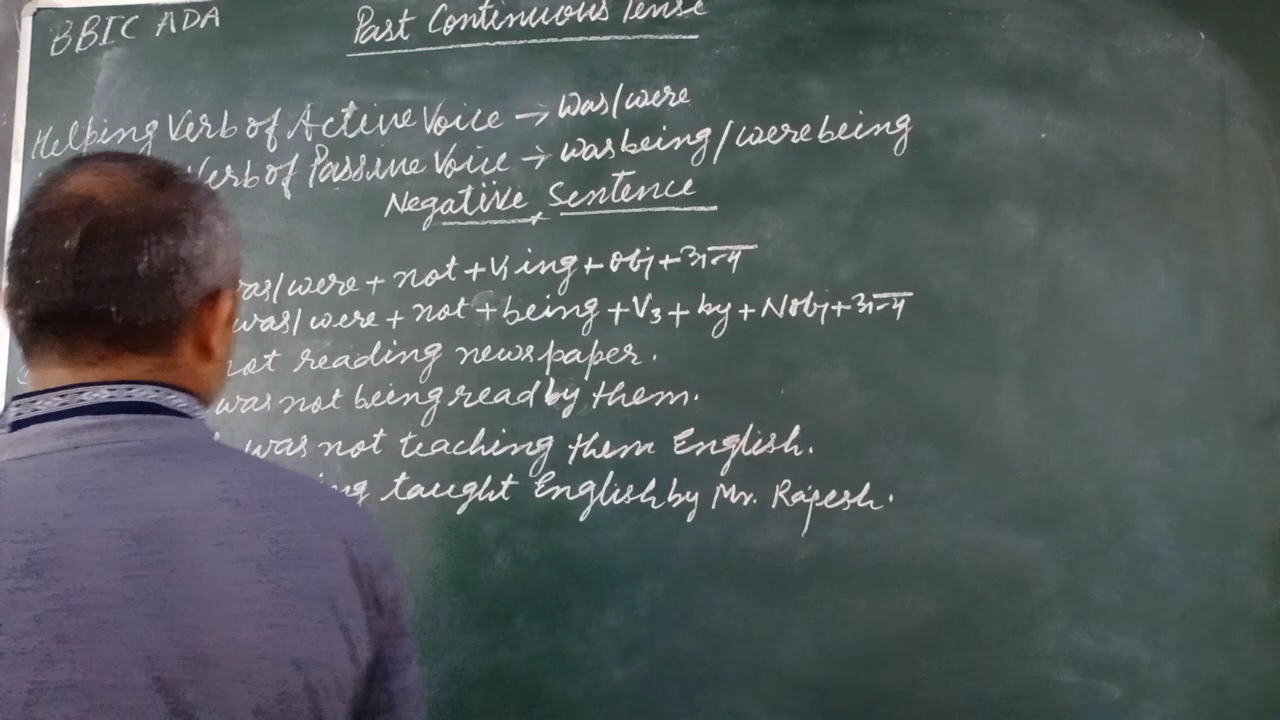 BBIC ADA
Past Continuous Tense
Helping Verb of Active Voice → was/were
Verb of Passive Voice → was being/were being
Negative Sentence
was/were + not + V, ing + obj + अन्य
was/were + not + being + V3 + by + Nobj + अन्य
not reading newspaper.
was not being read by them.
was not teaching them English.
taught English by Mr. Rajesh.